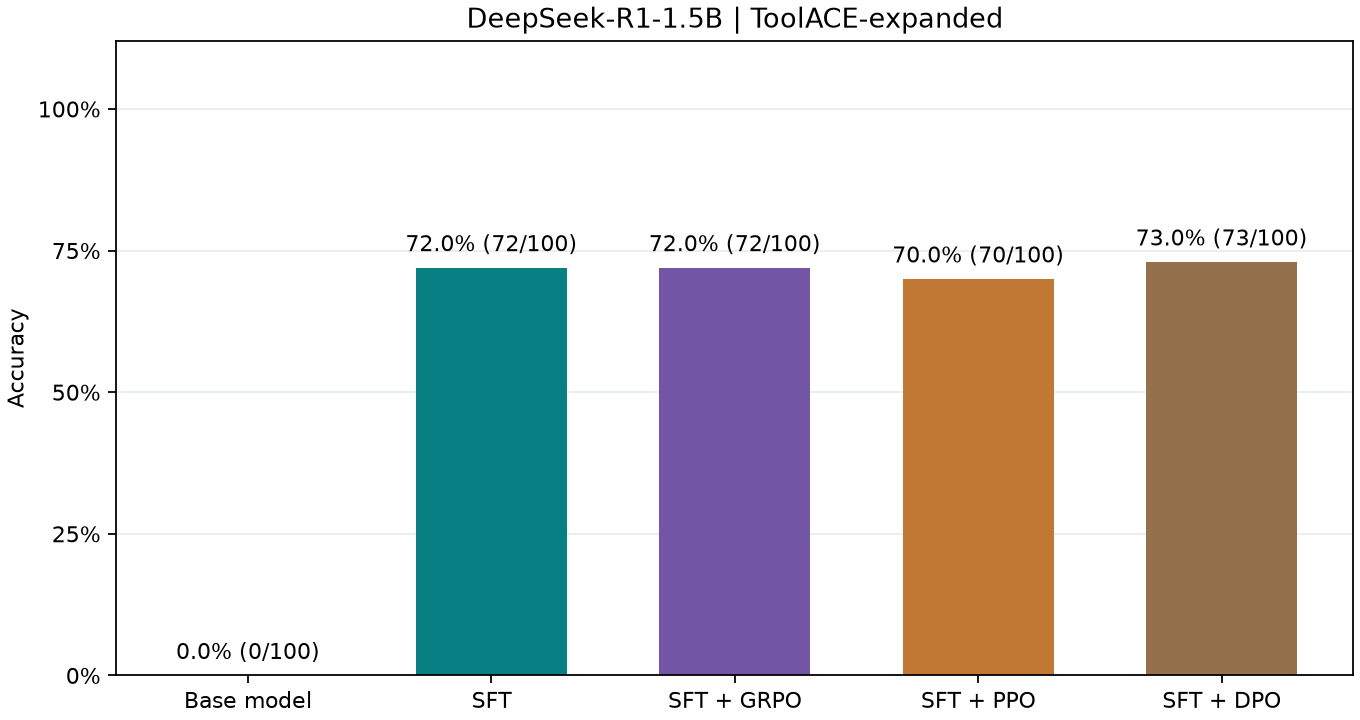 DeepSeek-R1-1.5B | ToolACE-expanded
Accuracy
100%
75%
50%
25%
0%
0.0% (0/100)
72.0% (72/100)
72.0% (72/100)
70.0% (70/100)
73.0% (73/100)
Base model
SFT
SFT + GRPO
SFT + PPO
SFT + DPO